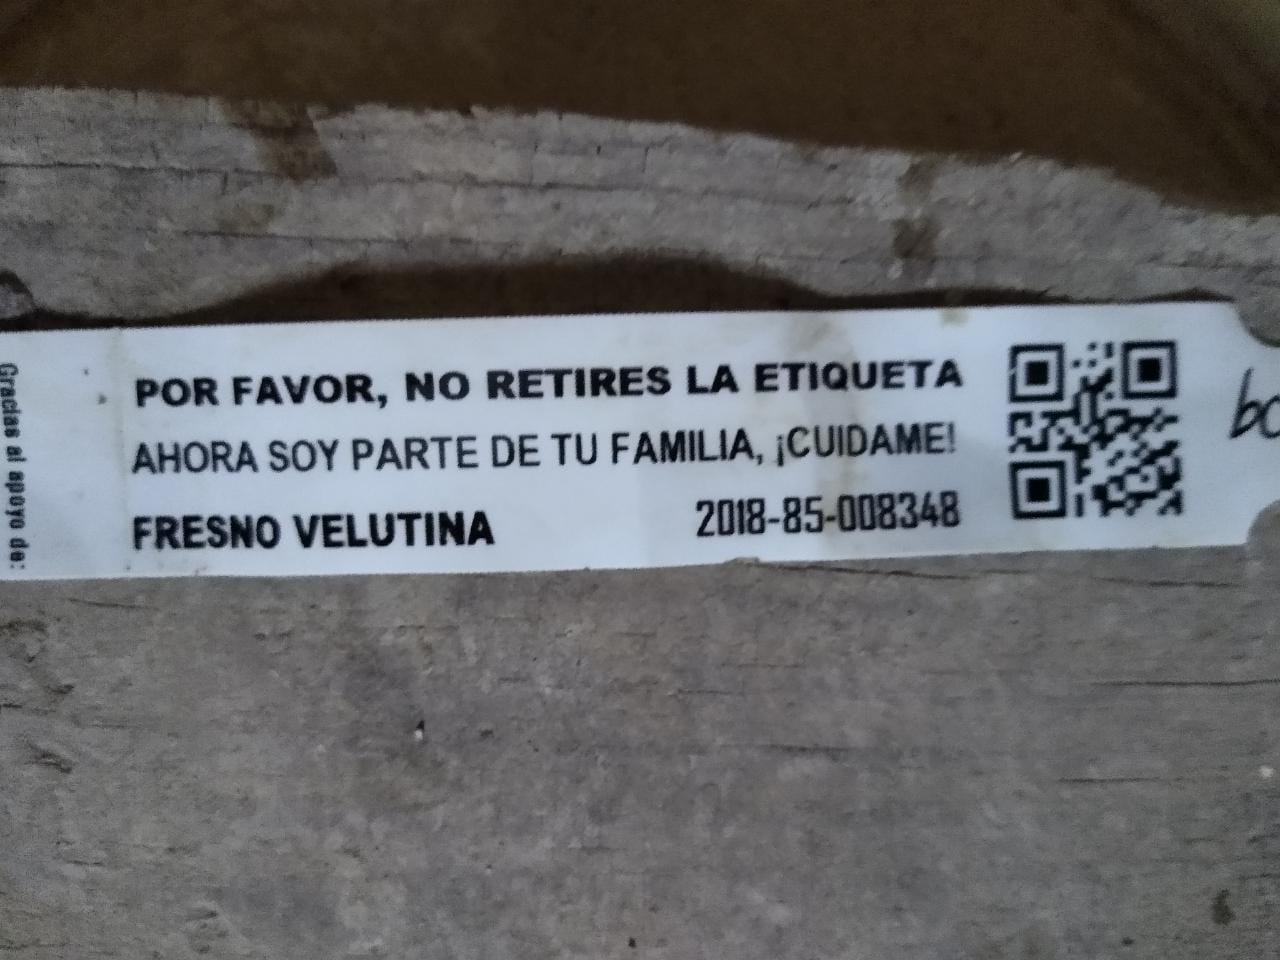 Gracias al apoyo de:
POR FAVOR, NO RETIRES LA ETIQUETA
AHORA SOY PARTE DE TU FAMILIA, ¡CUIDAME!
FRESNO VELUTINA 2018-85-008348